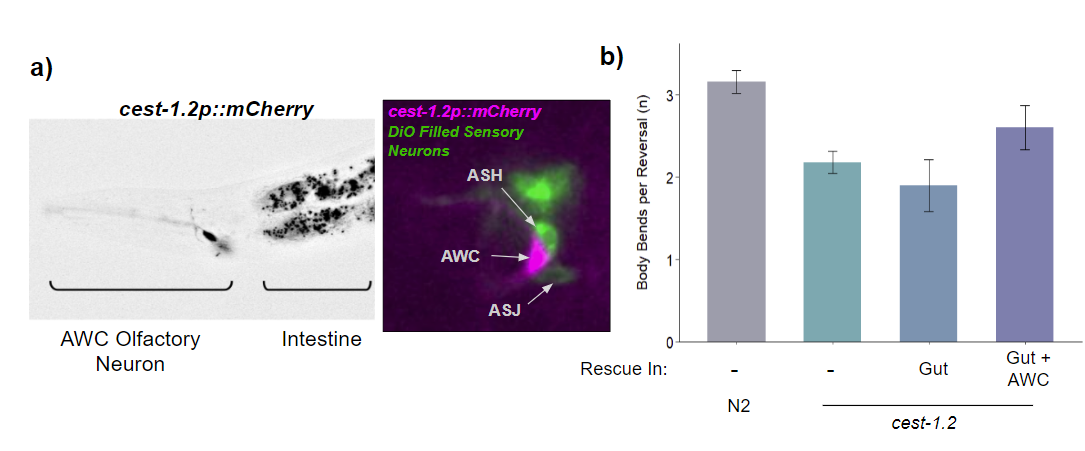 a)
cest-1.2p::mCherry
AWC Olfactory
Neuron
Intestine
cest-1.2p::mCherry
DiO Filled Sensory
Neurons
ASH
AWC
ASJ
b)
Body Bends per Reversal (n)
3
2
1
0
Rescue In:
-
-
Gut
Gut +
AWC
N2
cest-1.2